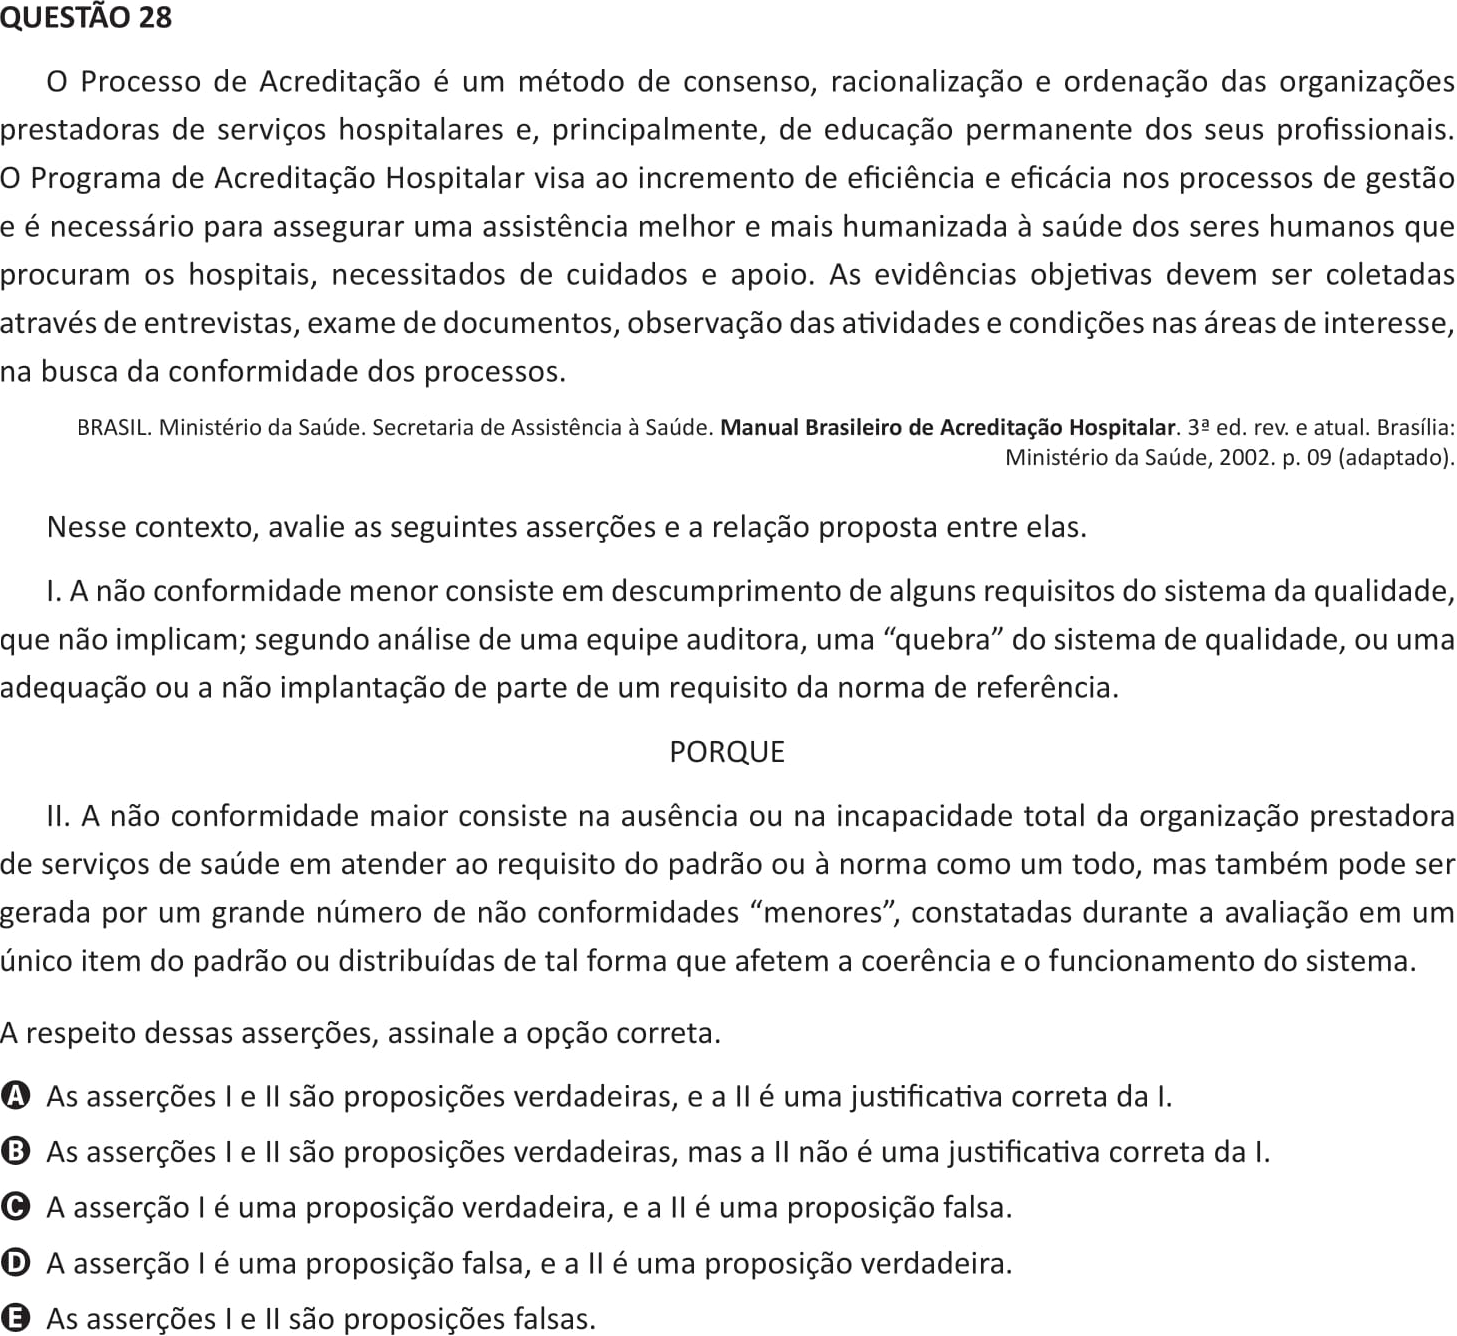 QUESTÃO 28
O Processo de Acreditação é um método de consenso, racionalização e ordenação das organizações
prestadoras de serviços hospitalares e, principalmente, de educação permanente dos seus profissionais.
O Programa de Acreditação Hospitalar visa ao incremento de eficiência e eficácia nos processos de gestão
e é necessário para assegurar uma assistência melhor e mais humanizada à saúde dos seres humanos que
procuram os hospitais, necessitados de cuidados e apoio. As evidências objetivas devem ser coletadas
através de entrevistas, exame de documentos, observação das atividades e condições nas áreas de interesse,
na busca da conformidade dos processos.
BRASIL. Ministério da Saúde. Secretaria de Assistência à Saúde. Manual Brasileiro de Acreditação Hospitalar. 3ª ed. rev. e atual. Brasília:
Ministério da Saúde, 2002. p. 09 (adaptado).
Nesse contexto, avalie as seguintes asserções e a relação proposta entre elas.
I. A não conformidade menor consiste em descumprimento de alguns requisitos do sistema da qualidade,
que não implicam; segundo análise de uma equipe auditora, uma “quebra” do sistema de qualidade, ou uma
adequação ou a não implantação de parte de um requisito da norma de referência.
PORQUE
II. A não conformidade maior consiste na ausência ou na incapacidade total da organização prestadora
de serviços de saúde em atender ao requisito do padrão ou à norma como um todo, mas também pode ser
gerada por um grande número de não conformidades “menores”, constatadas durante a avaliação em um
único item do padrão ou distribuídas de tal forma que afetem a coerência e o funcionamento do sistema.
A respeito dessas asserções, assinale a opção correta.
A As asserções I e II são proposições verdadeiras, e a II é uma justificativa correta da I.
B As asserções I e II são proposições verdadeiras, mas a II não é uma justificativa correta da I.
C A asserção I é uma proposição verdadeira, e a II é uma proposição falsa.
D A asserção I é uma proposição falsa, e a II é uma proposição verdadeira.
E As asserções I e II são proposições falsas.